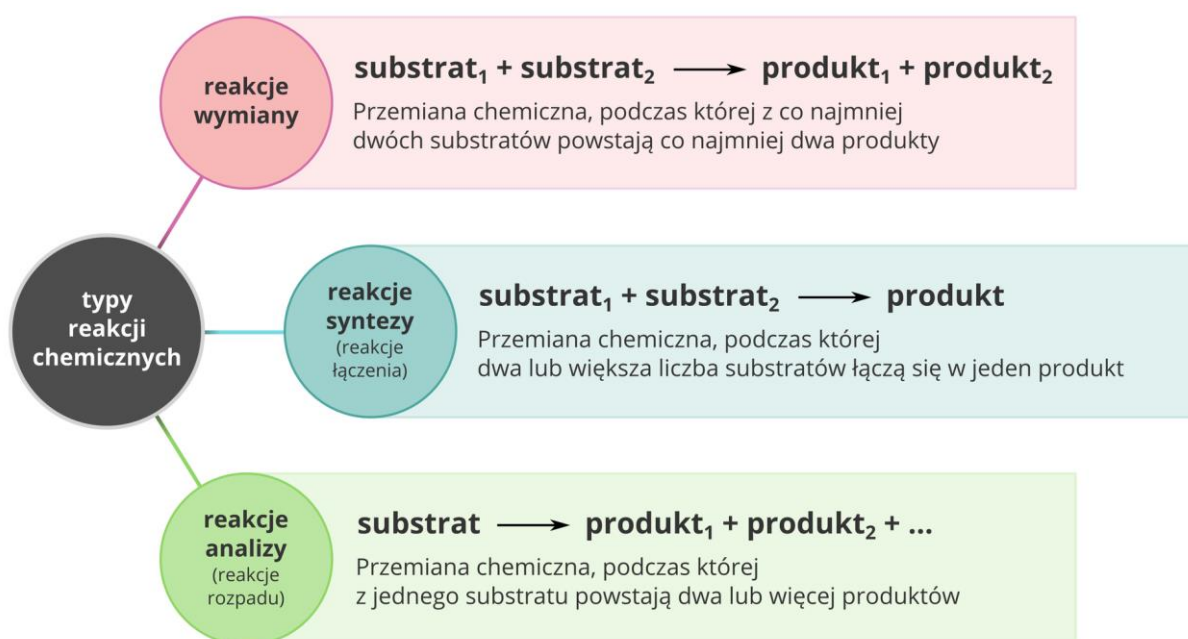 reakcje
wymiany
substrat₁ + substrat₂ ⟶ produkt₁ + produkt₂
Przemiana chemiczna, podczas której z co najmniej
dwóch substratów powstają co najmniej dwa produkty
typy
reakcji
chemicznych
reakcje
syntezy
(reakcje
łączenia)
substrat₁ + substrat₂ ⟶ produkt
Przemiana chemiczna, podczas której
dwa lub większa liczba substratów łączą się w jeden produkt
reakcje
analizy
(reakcje
rozpadu)
substrat ⟶ produkt₁ + produkt₂ + ...
Przemiana chemiczna, podczas której
z jednego substratu powstają dwa lub więcej produktów